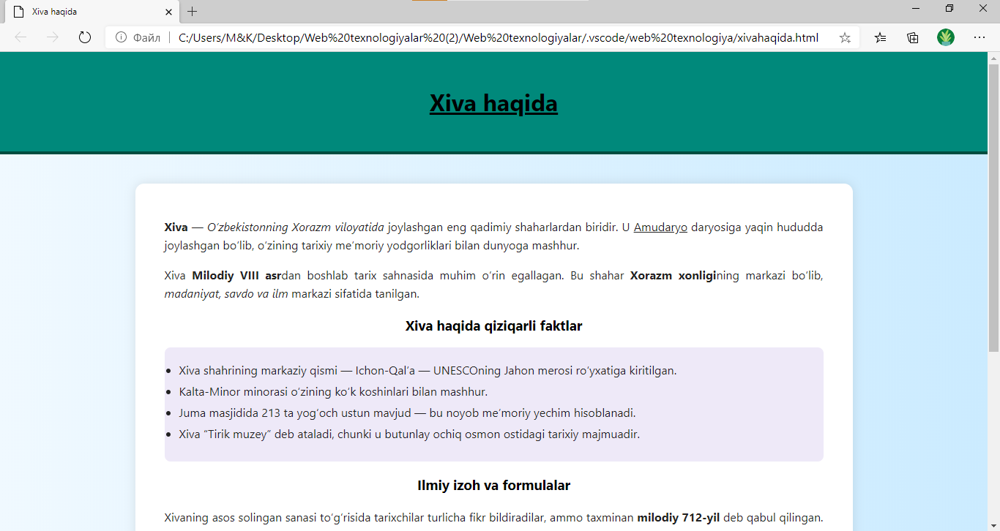 Xiva haqida
Файл
C:/Users/M&K/Desktop/Web%20texnologiyalar%20(2)/Web%20texnologiyalar/.vscode/web%20texnologiya/xivahaqida.html
Xiva haqida
Xiva — O‘zbekistonning Xorazm viloyatida joylashgan eng qadimiy shaharlardan biridir. U Amudaryo daryosiga yaqin hududda
joylashgan bo‘lib, o‘zining tarixiy me’moriy yodgorliklari bilan dunyoga mashhur.
Xiva Milodiy VIII asrdan boshlab tarix sahnasida muhim o‘rin egallagan. Bu shahar Xorazm xonligining markazi bo‘lib,
madaniyat, savdo va ilm markazi sifatida tanilgan.
Xiva haqida qiziqarli faktlar
• Xiva shahrining markaziy qismi — Ichon-Qal’a — UNESCOning Jahon merosi ro‘yxatiga kiritilgan.
• Kalta-Minor minorasi o‘zining ko‘k koshinlari bilan mashhur.
• Juma masjidida 213 ta yog‘och ustun mavjud — bu noyob me’moriy yechim hisoblanadi.
• Xiva “Tirik muzey” deb ataladi, chunki u butunlay ochiq osmon ostidagi tarixiy majmuadir.
Ilmiy izoh va formulalar
Xivaning asos solingan sanasi to‘g‘risida tarixchilar turlicha fikr bildiradilar, ammo taxminan milodiy 712-yil deb qabul qilingan.